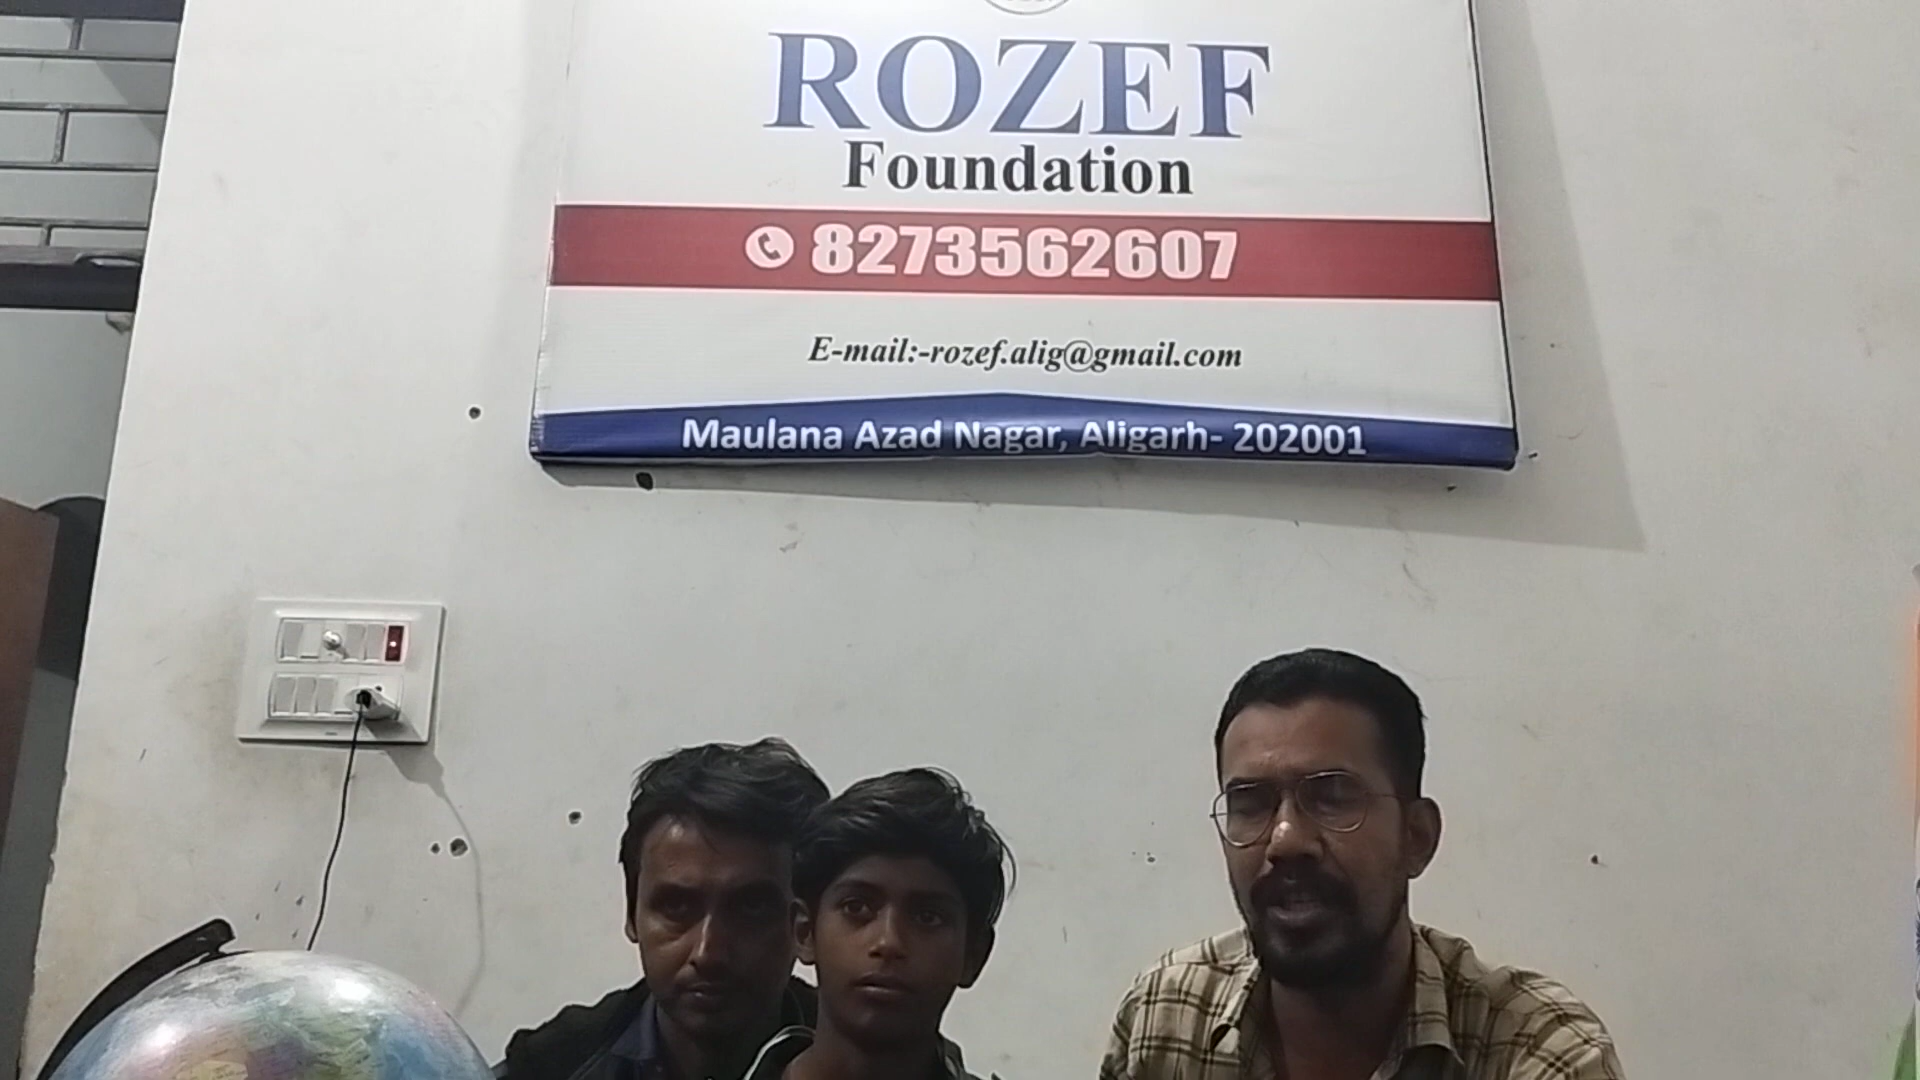 ROZEF
Foundation
8273562607
E-mail:-rozef.alig@gmail.com
Maulana Azad Nagar, Aligarh- 202001